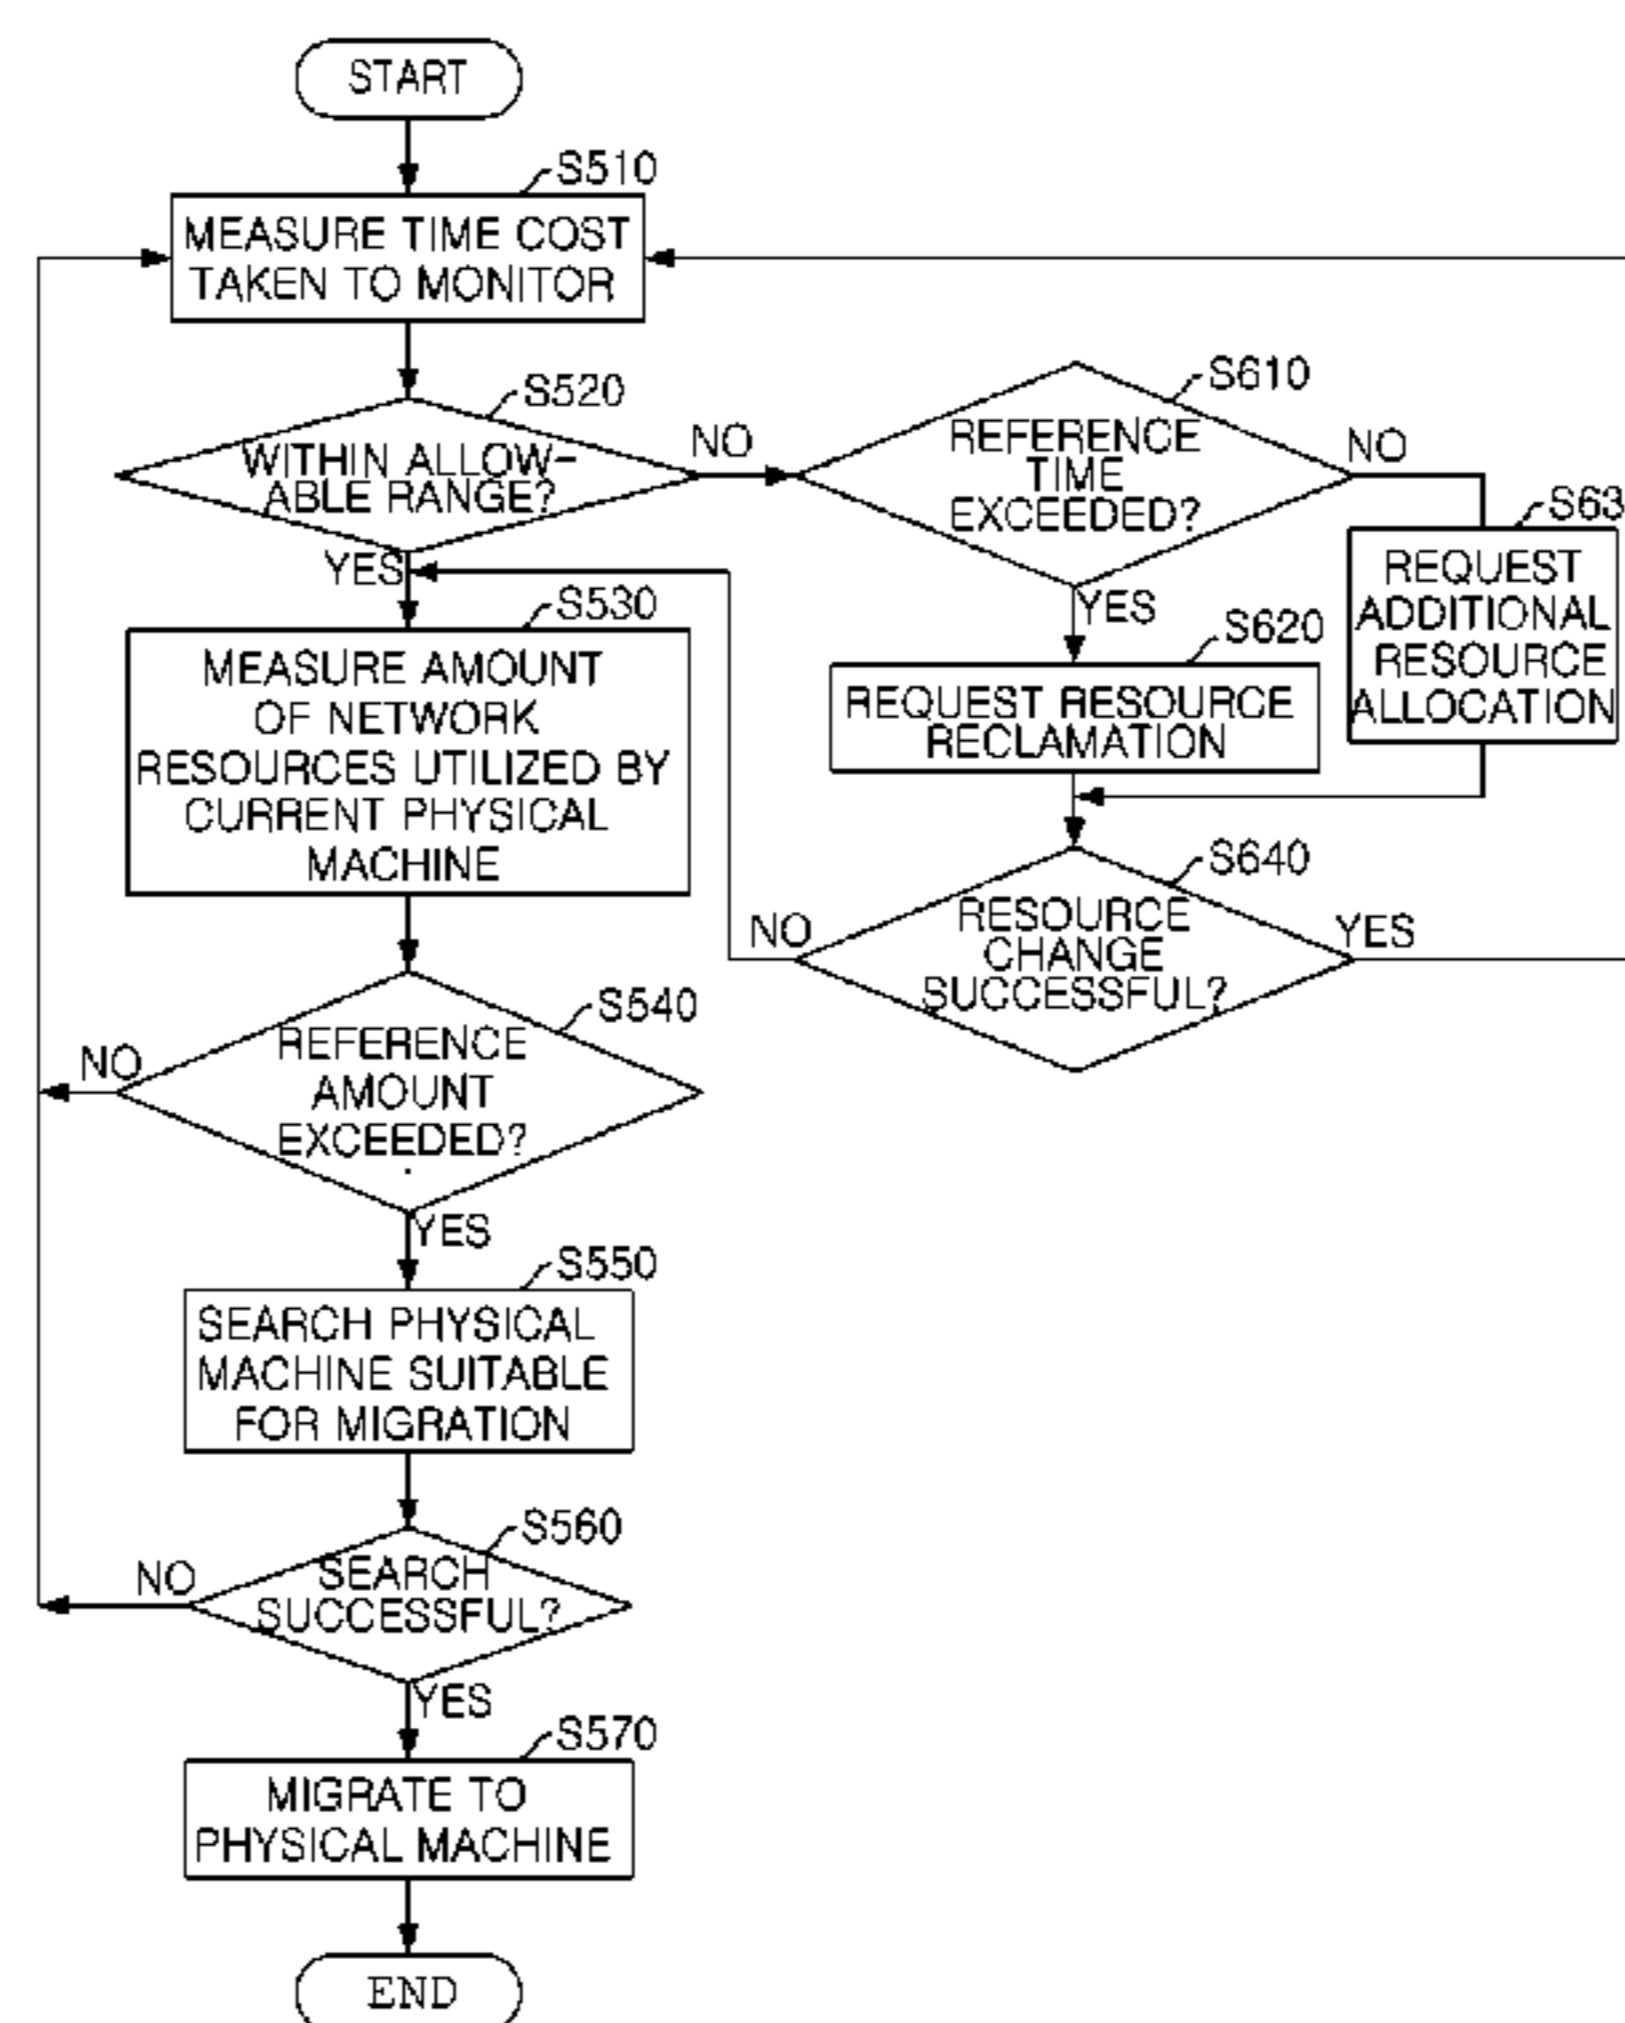 START
S510
MEASURE TIME COST
TAKEN TO MONITOR
S520
WITHIN ALLOW-
ABLE RANGE?
NO
YES
S610
REFERENCE
TIME
EXCEEDED?
NO
YES
S63
REQUEST
ADDITIONAL
RESOURCE
ALLOCATION
S620
REQUEST RESOURCE
RECLAMATION
S640
RESOURCE
CHANGE
SUCCESSFUL?
NO
YES
S530
MEASURE AMOUNT
OF NETWORK
RESOURCES UTILIZED BY
CURRENT PHYSICAL
MACHINE
S540
REFERENCE
AMOUNT
EXCEEDED?
NO
YES
S550
SEARCH PHYSICAL
MACHINE SUITABLE
FOR MIGRATION
S560
SEARCH
SUCCESSFUL?
NO
YES
S570
MIGRATE TO
PHYSICAL MACHINE
END